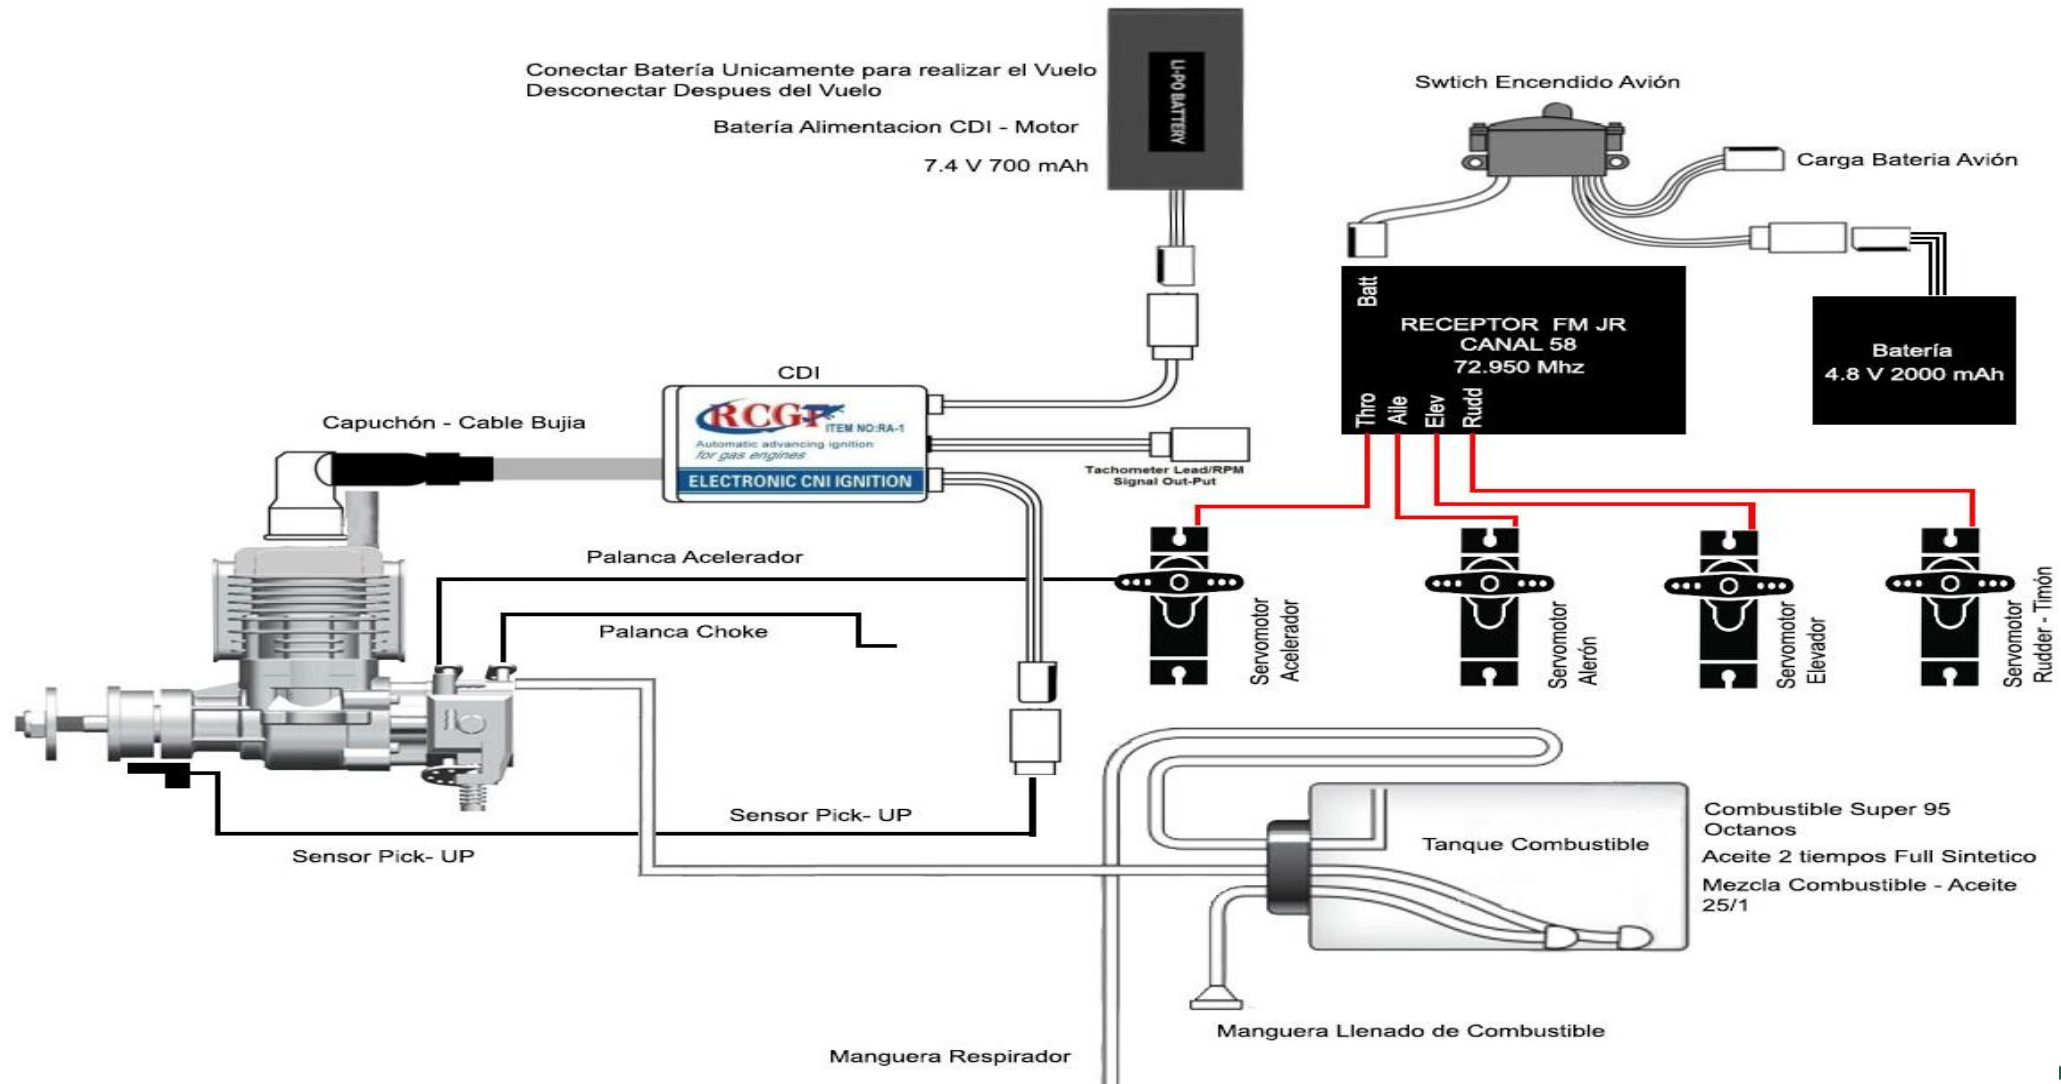 Conectar Batería Unicamente para realizar el Vuelo
Desconectar Despues del Vuelo
Batería Alimentacion CDI - Motor
7.4 V 700 mAh
LI-PO BATTERY
Swtich Encendido Avión
Carga Bateria Avión
Batt
RECEPTOR FM JR
CANAL 58
72.950 Mhz
Thro
Aile
Elev
Rudd
Batería
4.8 V 2000 mAh
CDI
RCGF
ITEM NO:RA-1
Automatic advancing ignition
for gas engines
ELECTRONIC CNI IGNITION
Capuchón - Cable Bujia
Tachometer Lead/RPM
Signal Out-Put
Palanca Acelerador
Palanca Choke
Servomotor
Acelerador
Servomotor
Alerón
Servomotor
Elevador
Servomotor
Rudder - Timón
Sensor Pick- UP
Sensor Pick- UP
Tanque Combustible
Combustible Super 95
Octanos
Aceite 2 tiempos Full Sintetico
Mezcla Combustible - Aceite
25/1
Manguera Llenado de Combustible
Manguera Respirador